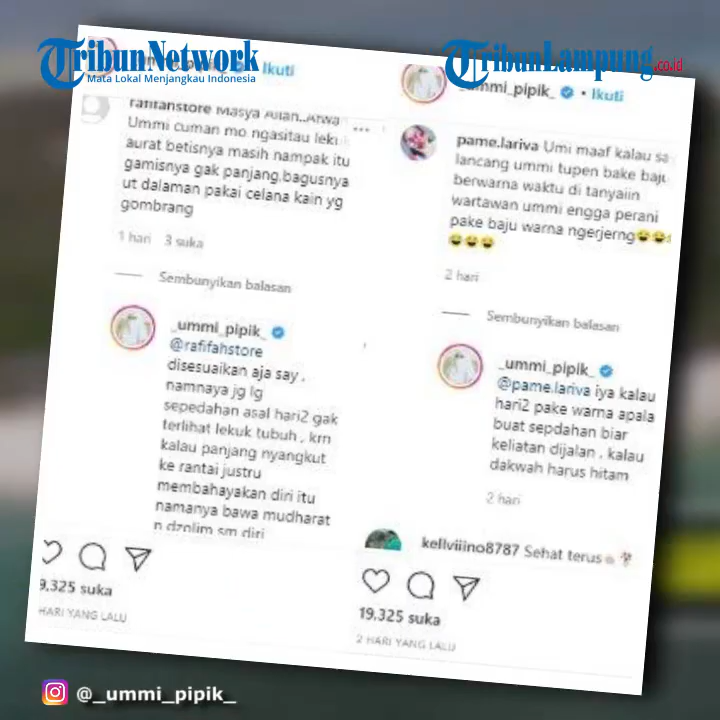 TribunNetwork
Mata Lokal Menjangkau Indonesia
TribunLampung.co.id
Ikuti
rafifahstore Masya Allah..Afwa
Ummi cuman mo ngasitau leki
aurat betisnya masih nampak itu
gamisnya gak panjang.bagusnya
ut dalaman pakai celana kain yg
gombrang
1 hari 3 suka
Sembunyikan balasan
_ummi_pipik_
@rafifahstore
disesuaikan aja say ,
namnaya jg lg
sepedahan asal hari2 gak
terlihat lekuk tubuh , krn
kalau panjang nyangkut
ke rantai justru
membahayakan diri itu
namanya bawa mudharat
n dzolim sm diri
9.325 suka
HARI YANG LALU
_ummi_pipik_ • Ikuti
pame.lariva Umi maaf kalau sa
lancang ummi tupen bake baju
berwarna waktu di tanyaiin
wartawan ummi engga perani
pake baju warna ngerjerng😂😂
😂😂😂
2 hari
Sembunyikan balasan
_ummi_pipik_
@pame.lariva iya kalau
hari2 pake warna apala
buat sepdahan biar
keliatan dijalan , kalau
dakwah harus hitam
2 hari
kellviiino8787 Sehat terus
19.325 suka
2 HARI YANG LALU
@_ummi_pipik_